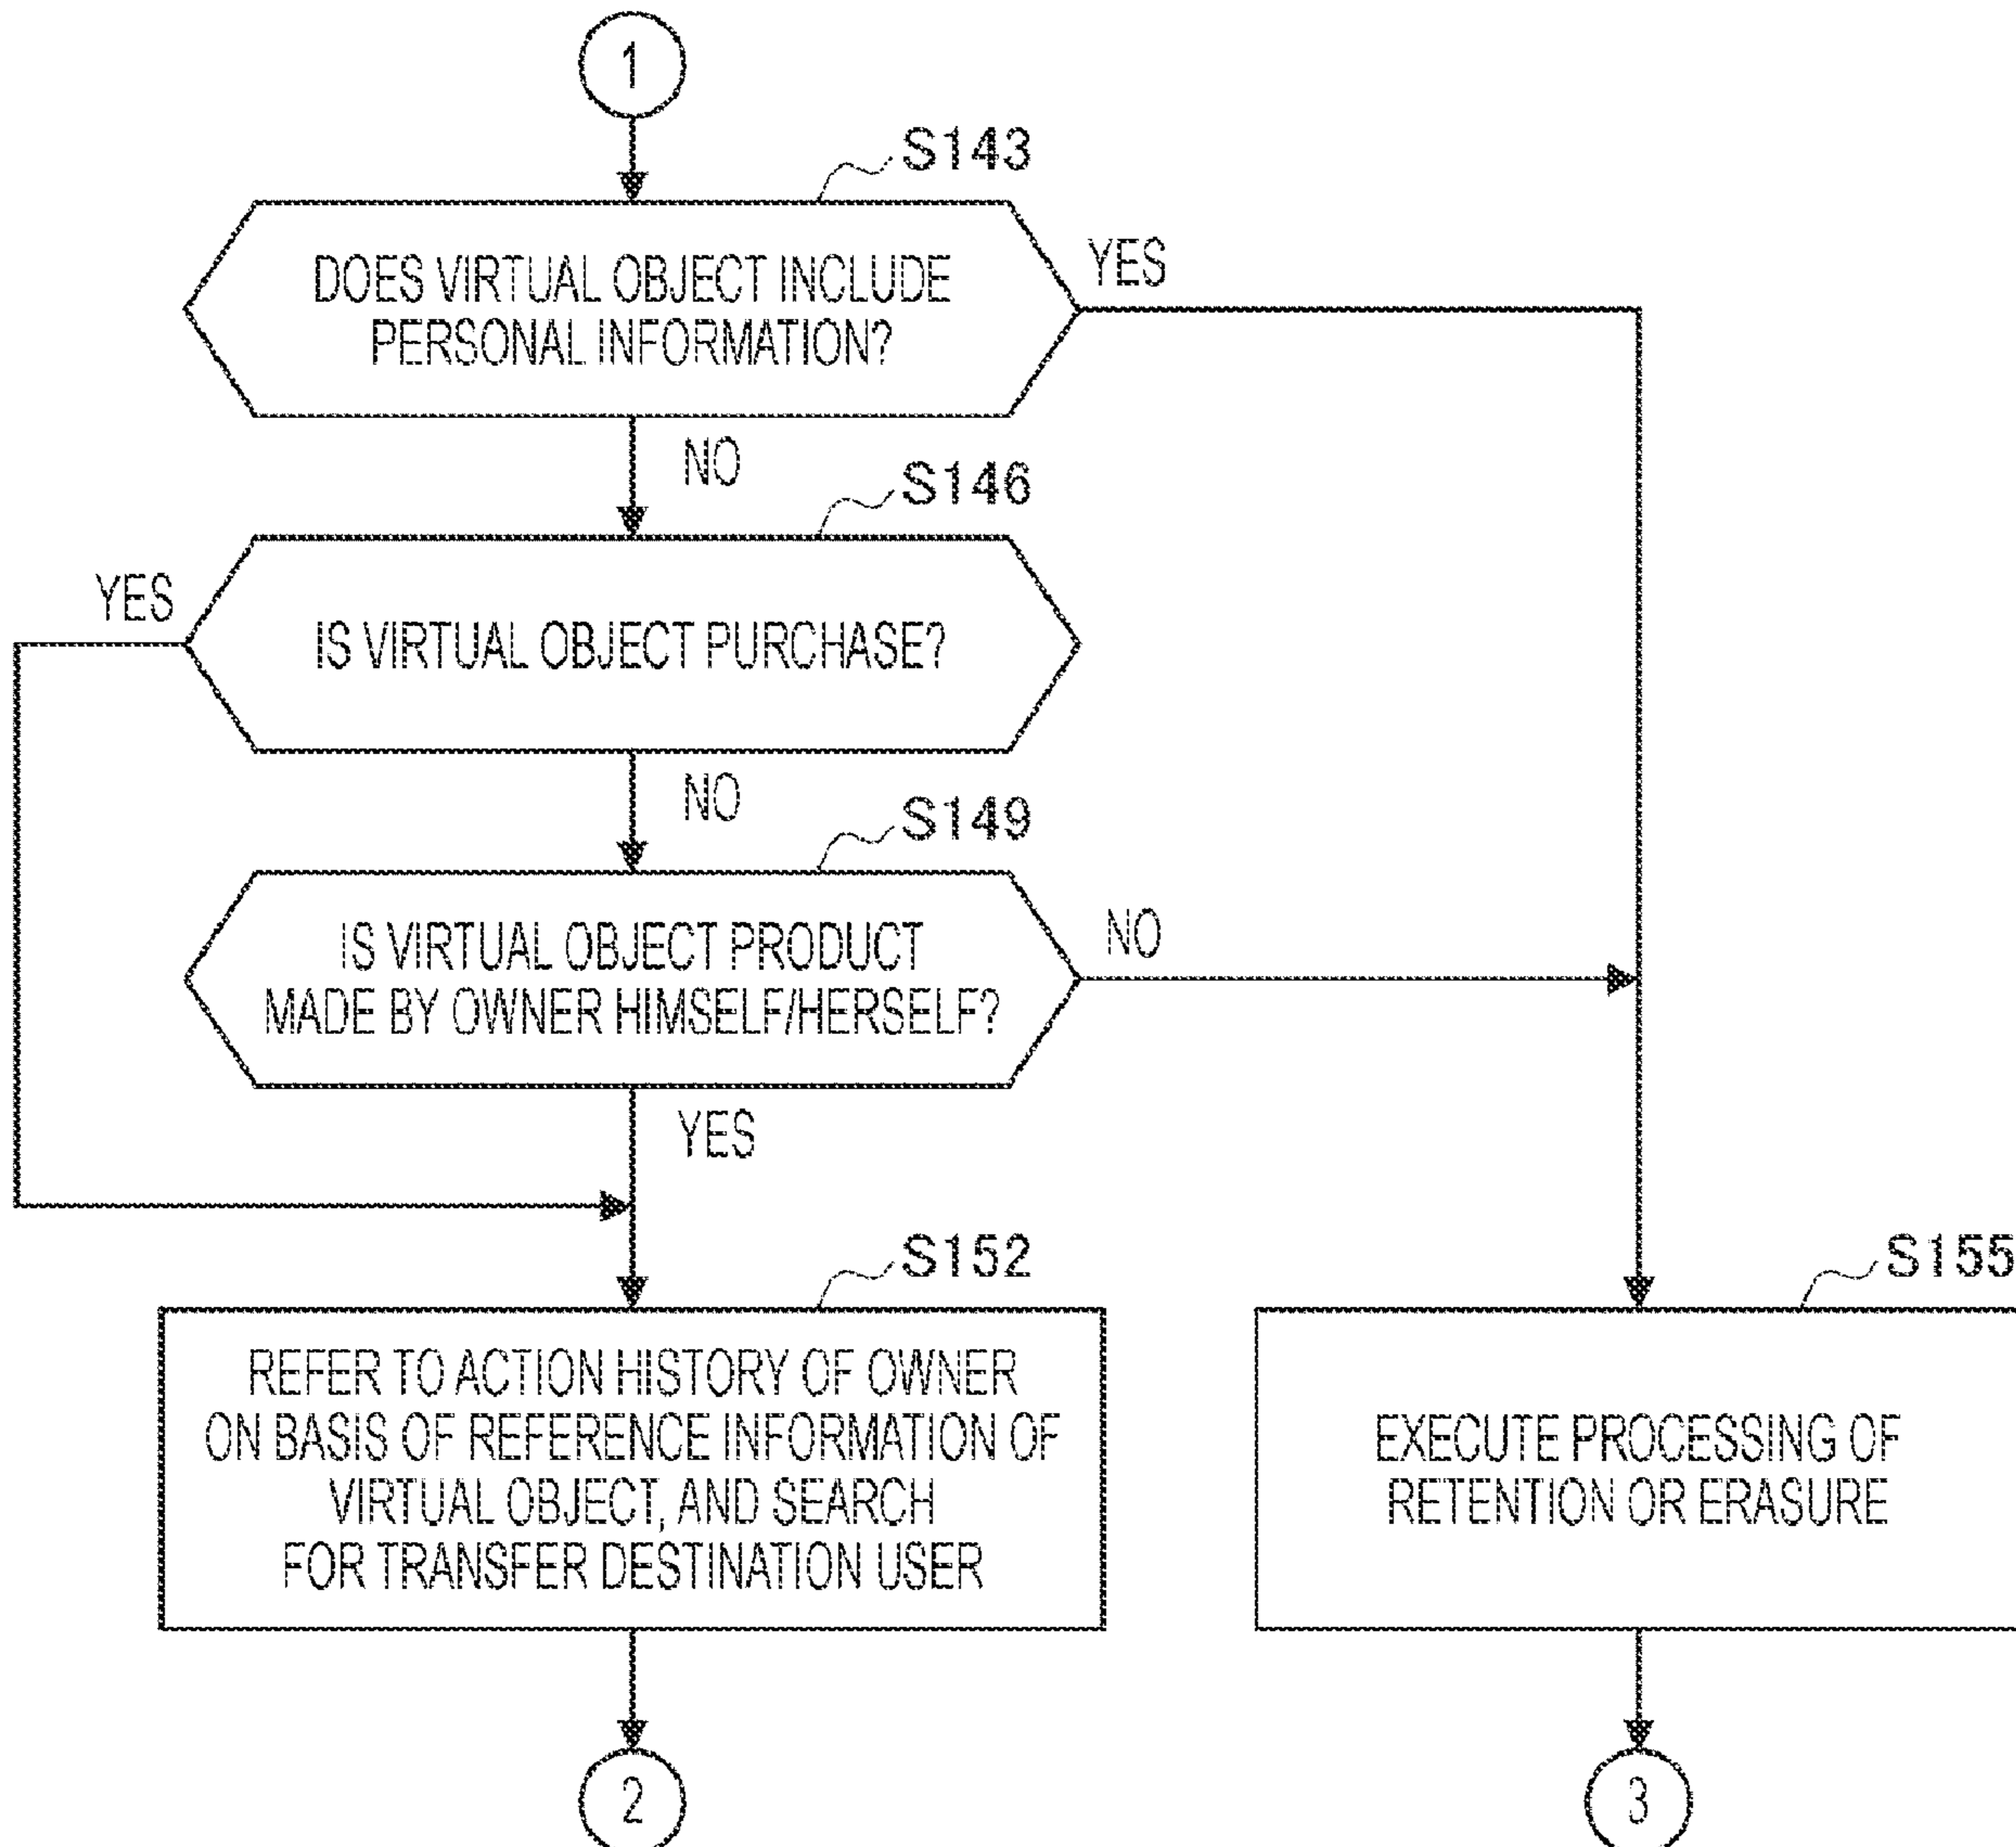 1
S143
DOES VIRTUAL OBJECT INCLUDE
PERSONAL INFORMATION?
YES
NO
S146
YES
IS VIRTUAL OBJECT PURCHASE?
NO
S149
IS VIRTUAL OBJECT PRODUCT
MADE BY OWNER HIMSELF/HERSELF?
NO
YES
S152
REFER TO ACTION HISTORY OF OWNER
ON BASIS OF REFERENCE INFORMATION OF
VIRTUAL OBJECT, AND SEARCH
FOR TRANSFER DESTINATION USER
S155
EXECUTE PROCESSING OF
RETENTION OR ERASURE
2
3